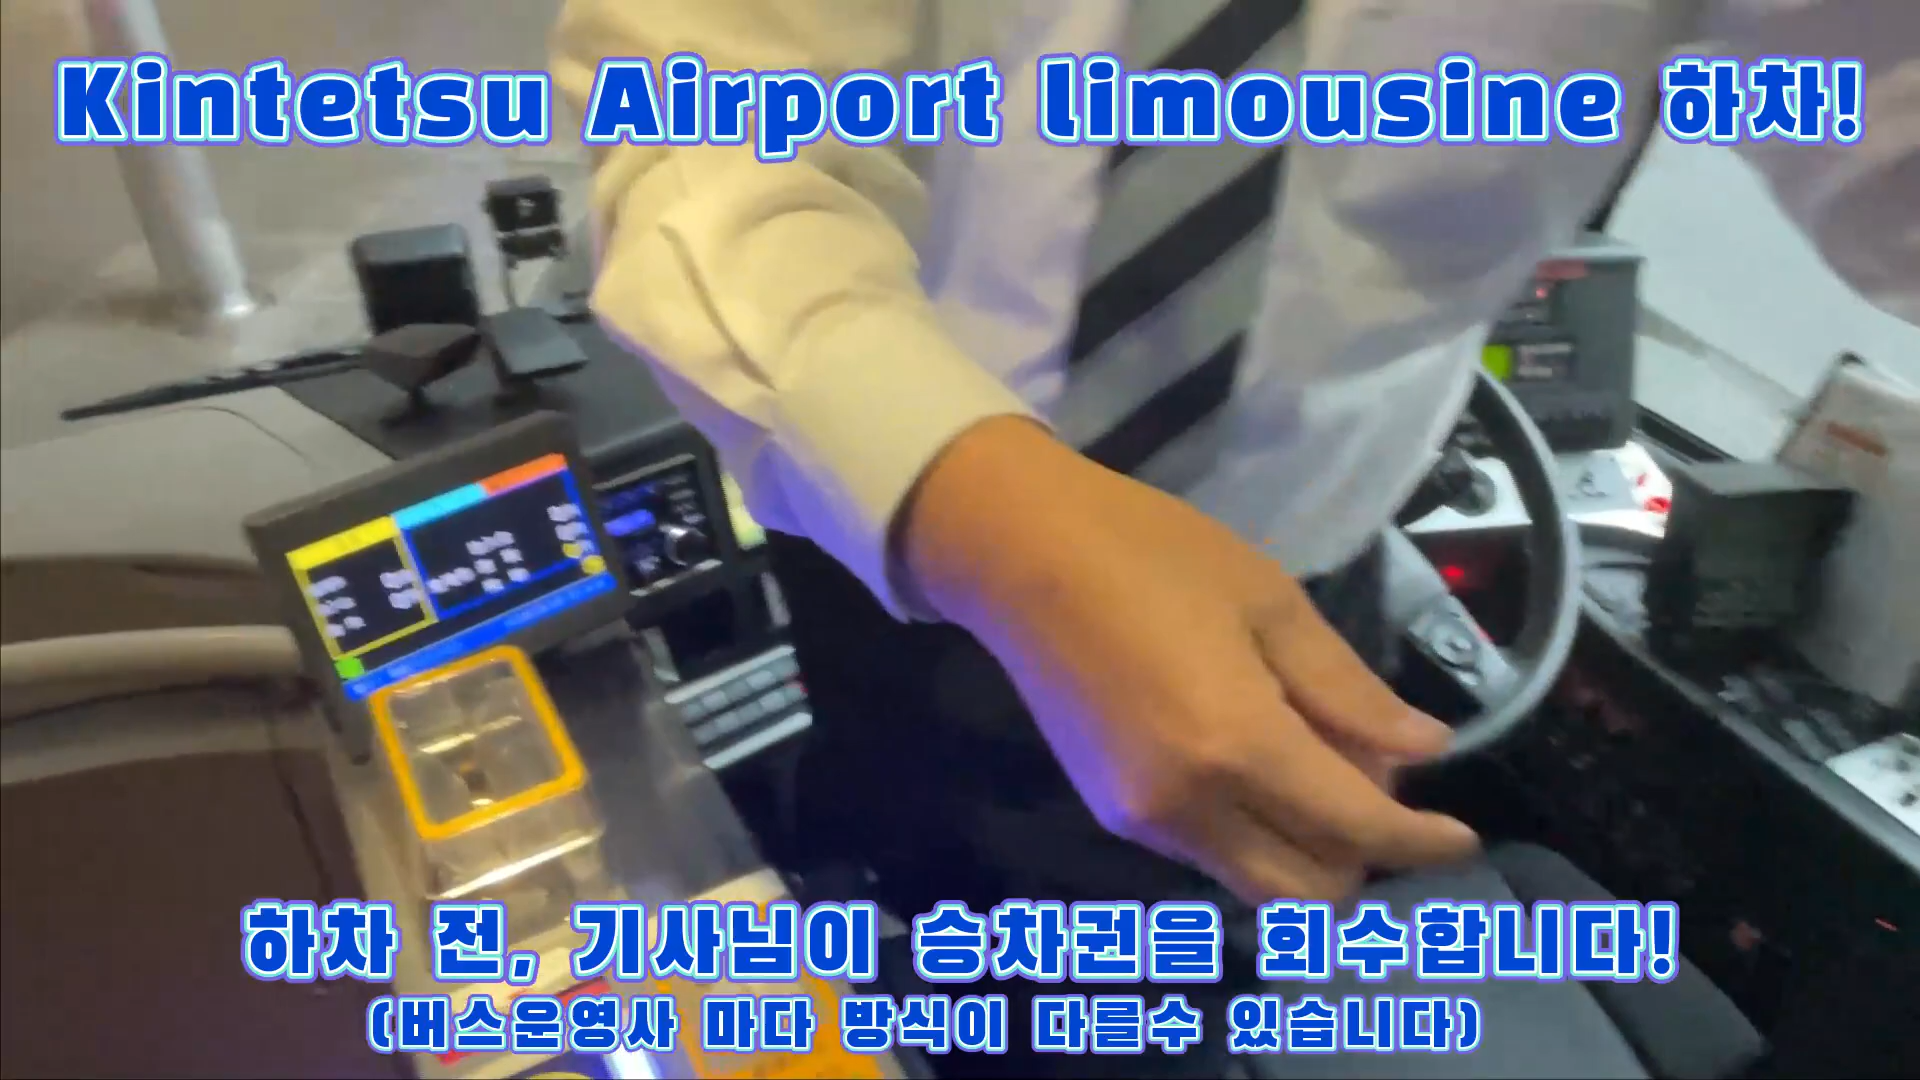 Kintetsu Airport limousine 하차!
하차 전, 기사님이 승차권을 회수합니다!
(버스운영사 마다 방식이 다를수 있습니다)